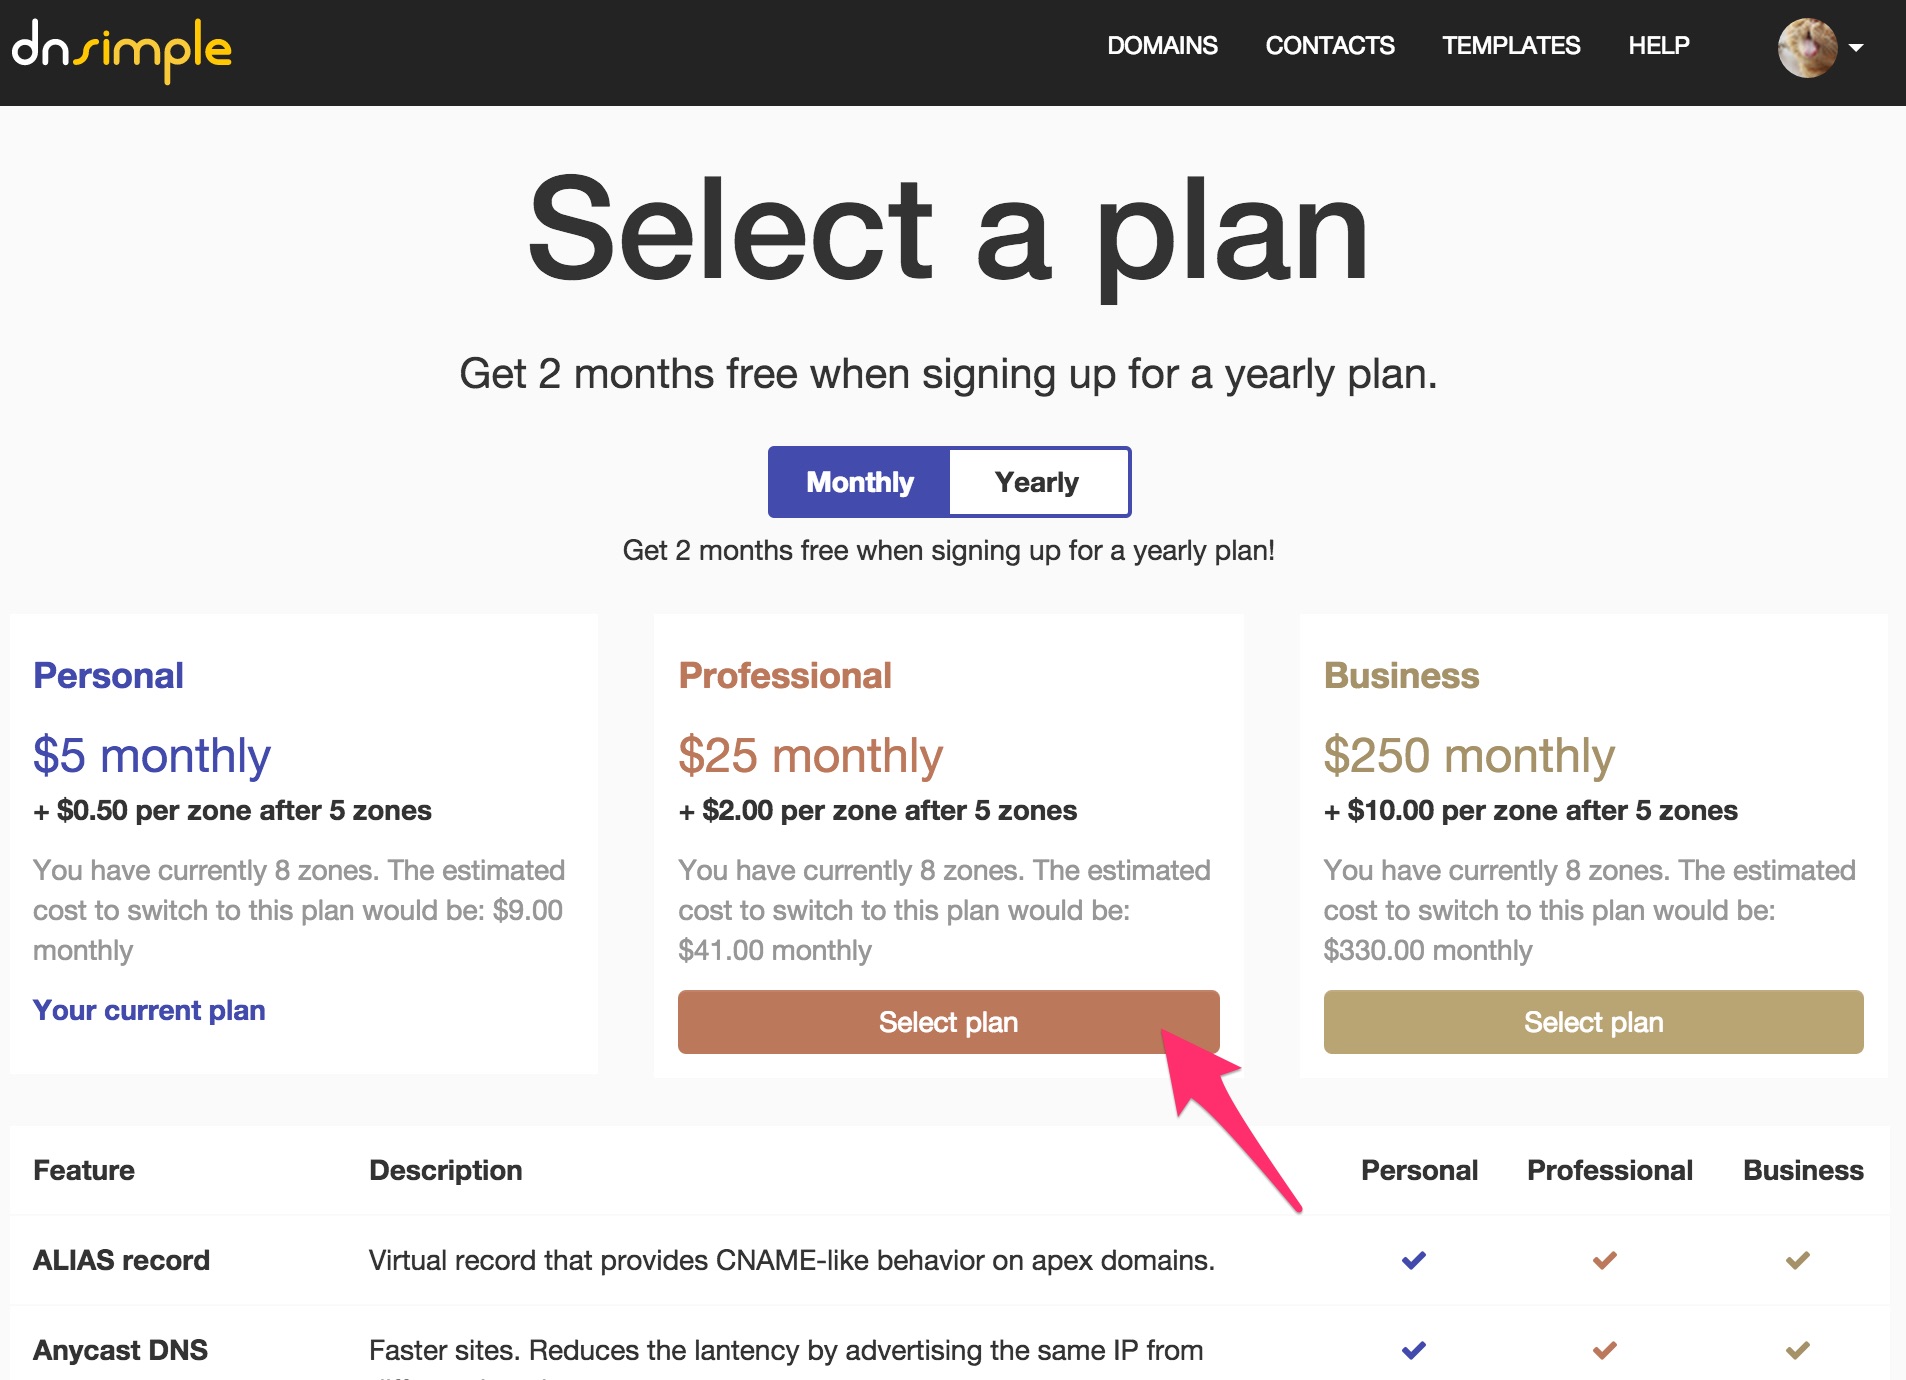 dnsimple
DOMAINS CONTACTS TEMPLATES HELP
Select a plan
Get 2 months free when signing up for a yearly plan.
Monthly Yearly
Get 2 months free when signing up for a yearly plan!
Personal
$5 monthly
+ $0.50 per zone after 5 zones
You have currently 8 zones. The estimated
cost to switch to this plan would be: $9.00
monthly
Your current plan
Professional
$25 monthly
+ $2.00 per zone after 5 zones
You have currently 8 zones. The estimated
cost to switch to this plan would be:
$41.00 monthly
Select plan
Business
$250 monthly
+ $10.00 per zone after 5 zones
You have currently 8 zones. The estimated
cost to switch to this plan would be:
$330.00 monthly
Select plan
Feature Description Personal Professional Business
ALIAS record Virtual record that provides CNAME-like behavior on apex domains.
Anycast DNS Faster sites. Reduces the lantency by advertising the same IP from